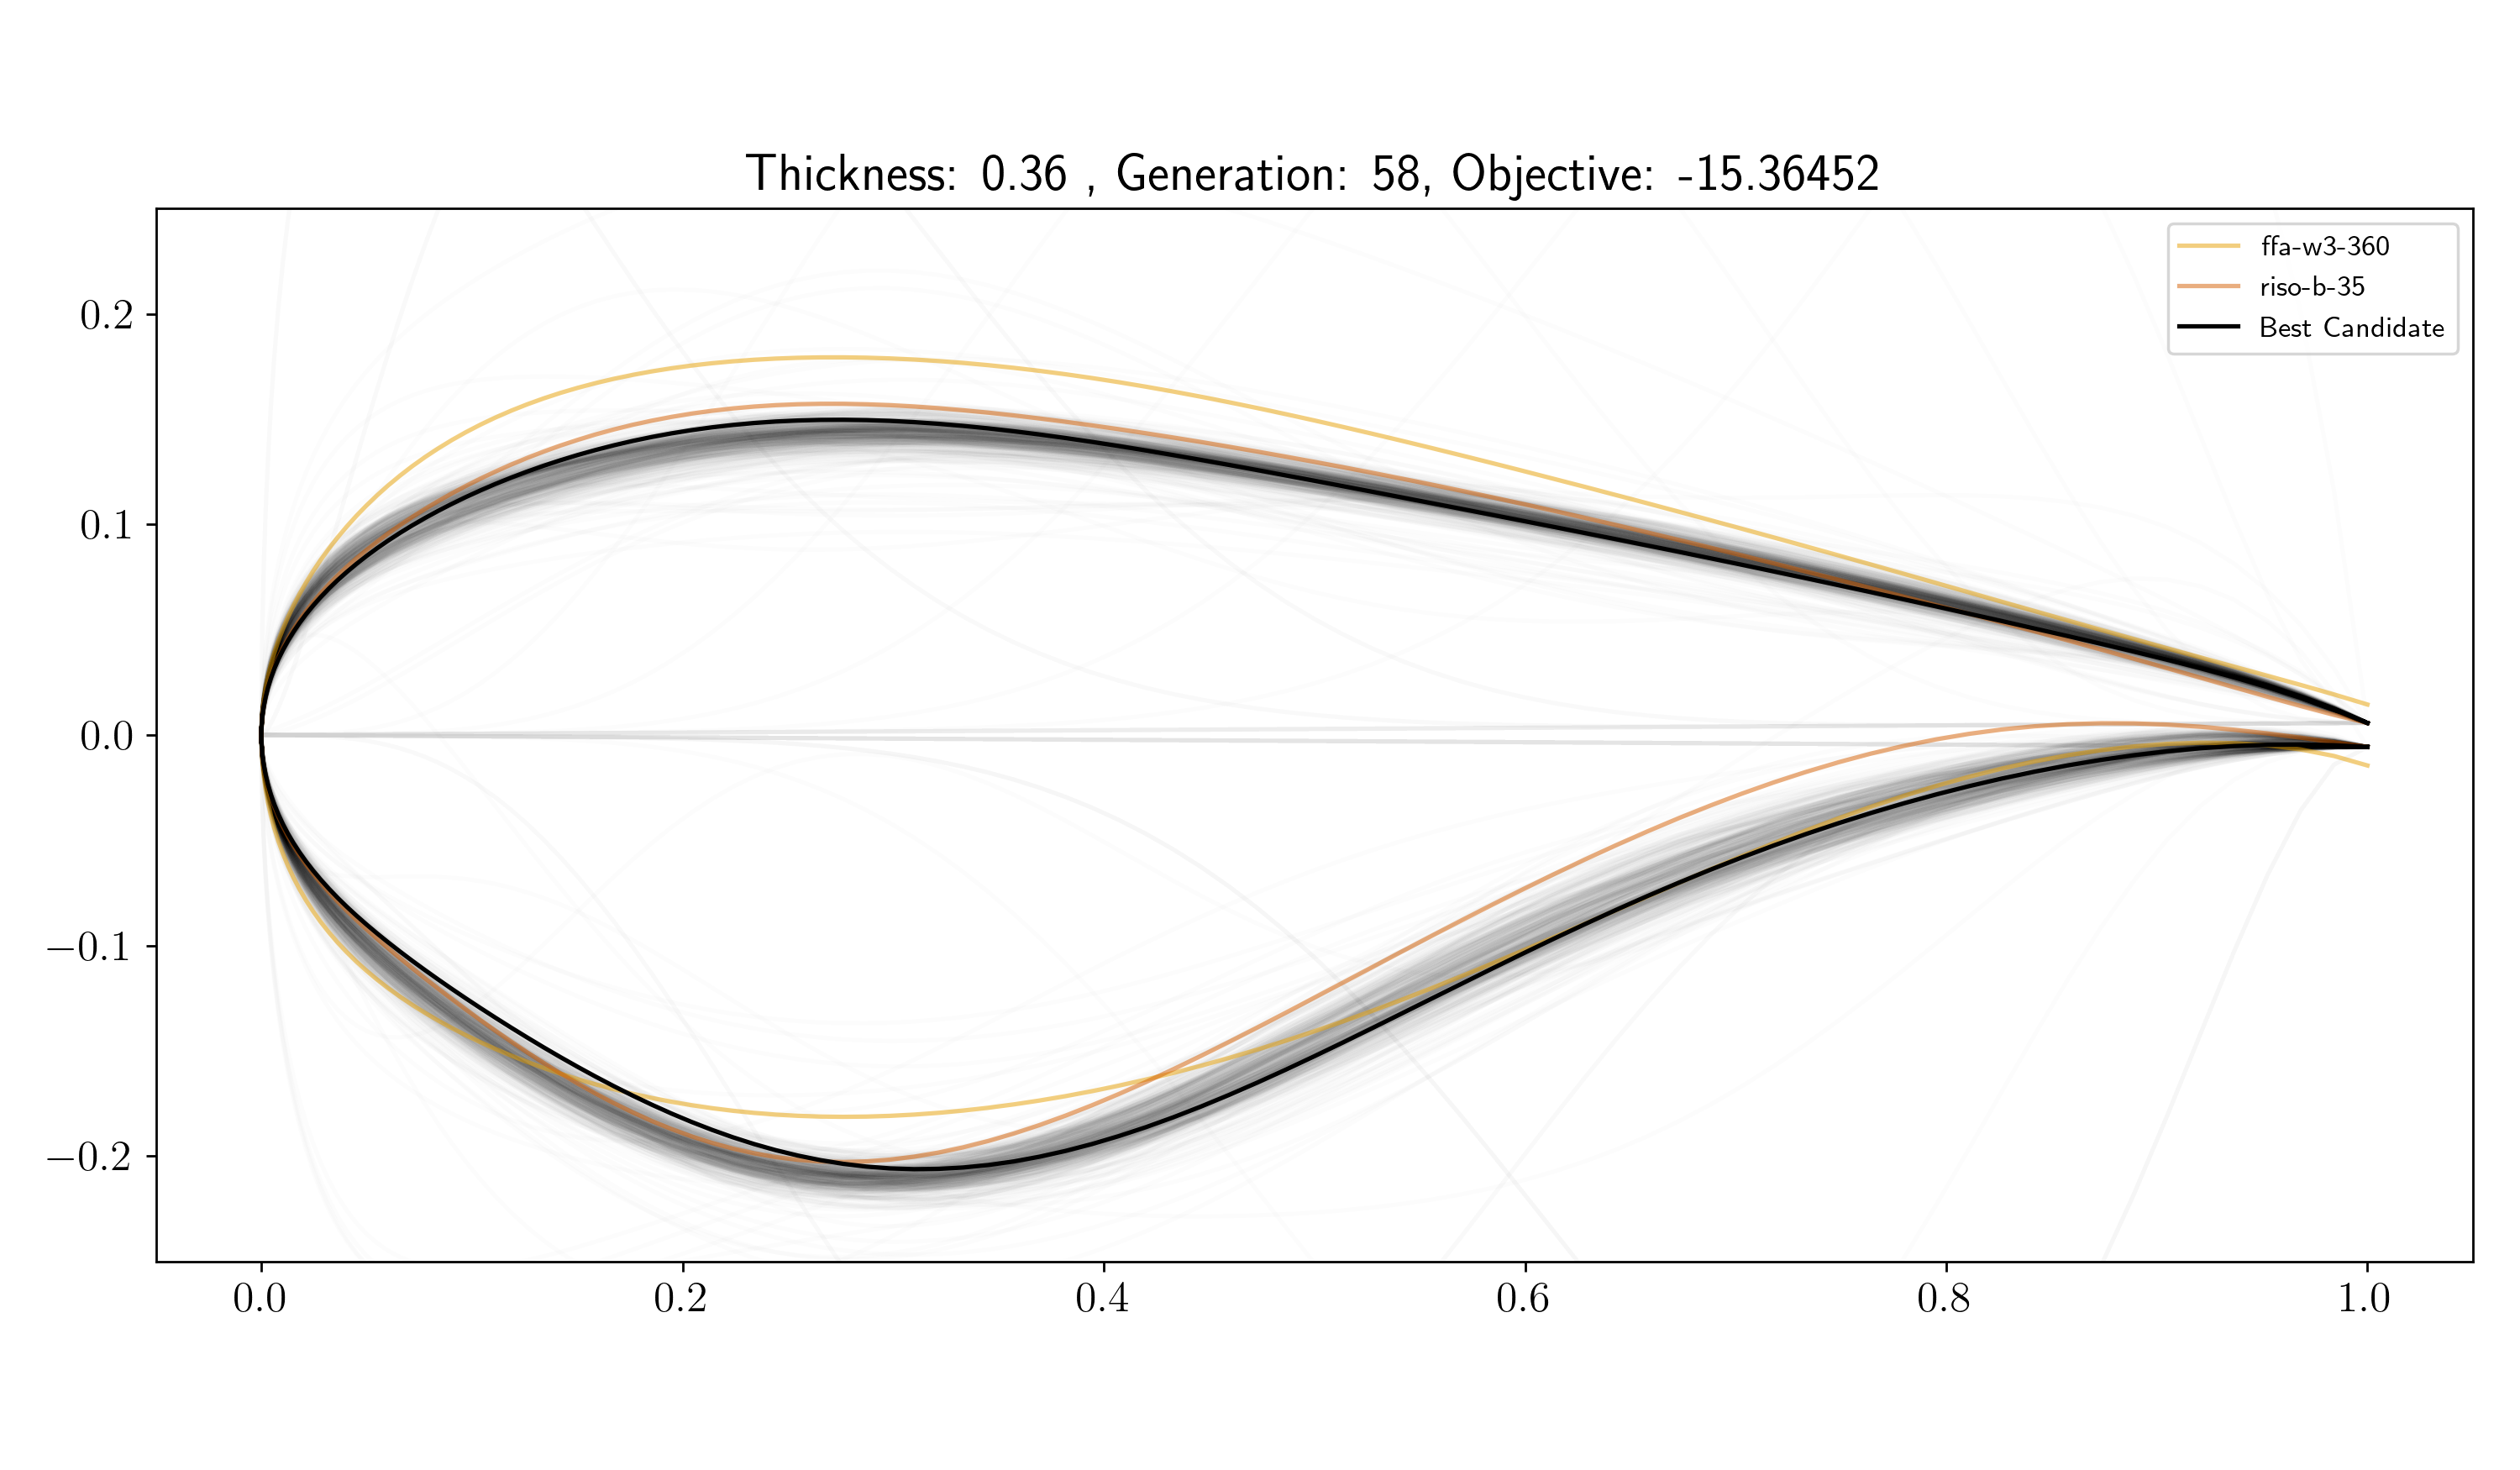 Thickness: 0.36 , Generation: 58, Objective: -15.36452
ffa-w3-360
riso-b-35
Best Candidate
0.2
0.1
0.0
−0.1
−0.2
0.0 0.2 0.4 0.6 0.8 1.0